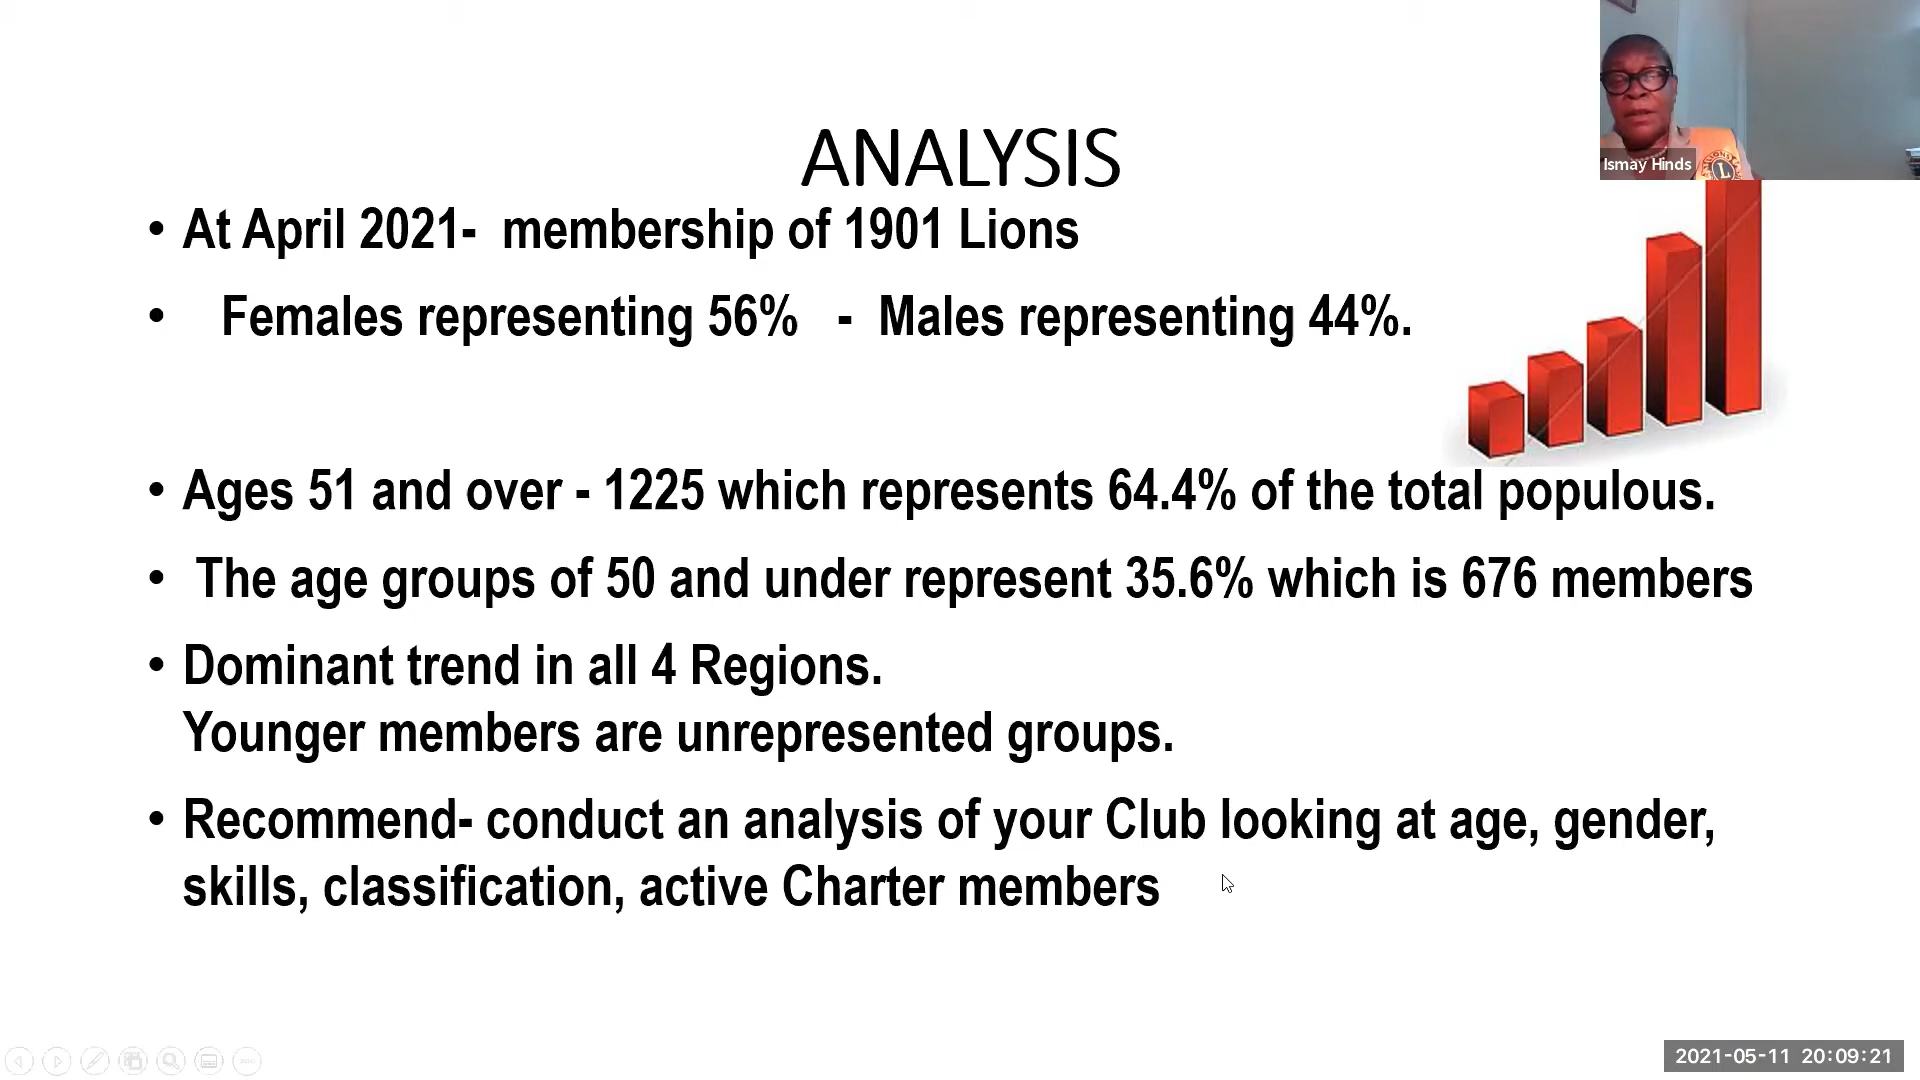 Ismay Hinds
L
ANALYSIS
• At April 2021-  membership of 1901 Lions
•   Females representing 56%   -  Males representing 44%.
• Ages 51 and over - 1225 which represents 64.4% of the total populous.
•  The age groups of 50 and under represent 35.6% which is 676 members
• Dominant trend in all 4 Regions.
Younger members are unrepresented groups.
• Recommend- conduct an analysis of your Club looking at age, gender,
skills, classification, active Charter members
2021-05-11  20:09:21